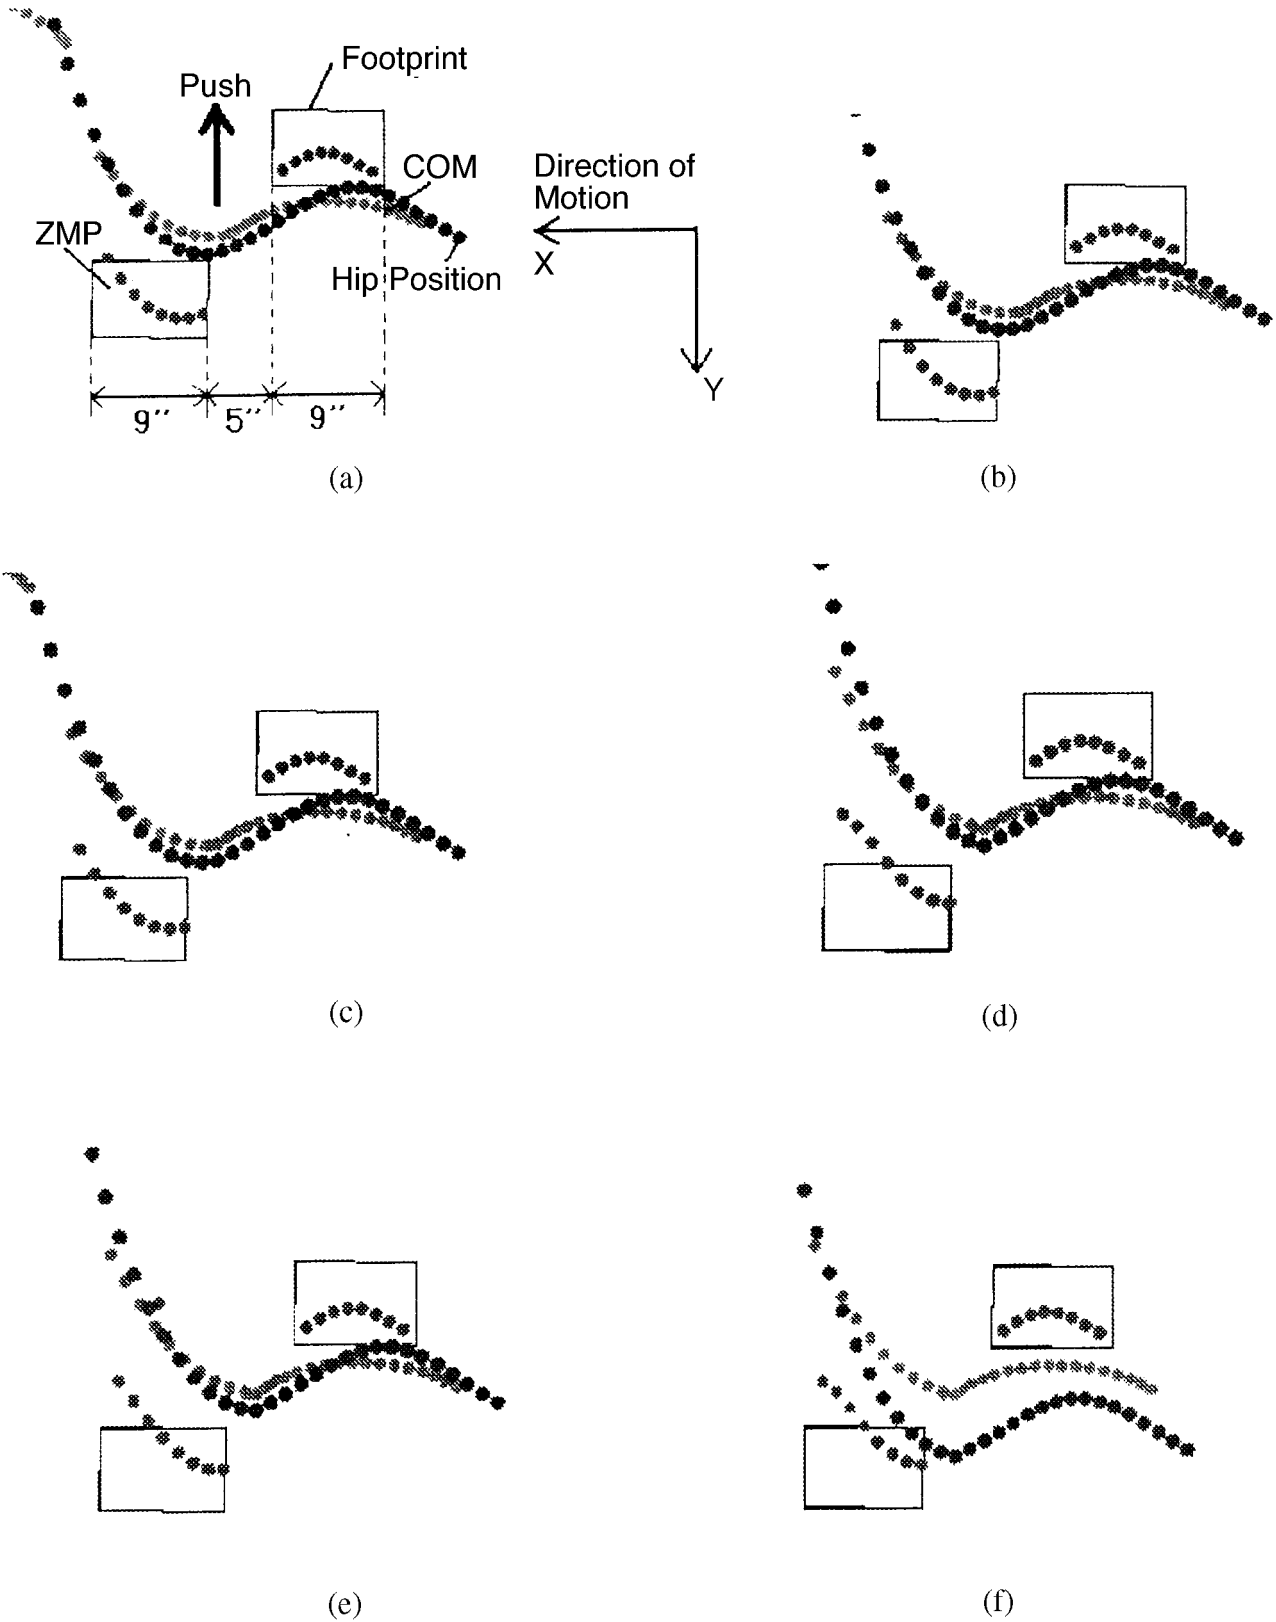 Footprint
Push
COM
Direction of
Motion
ZMP
X
Hip Position
Y
9″
5″
9″
(a)
(b)
(c)
(d)
(e)
(f)